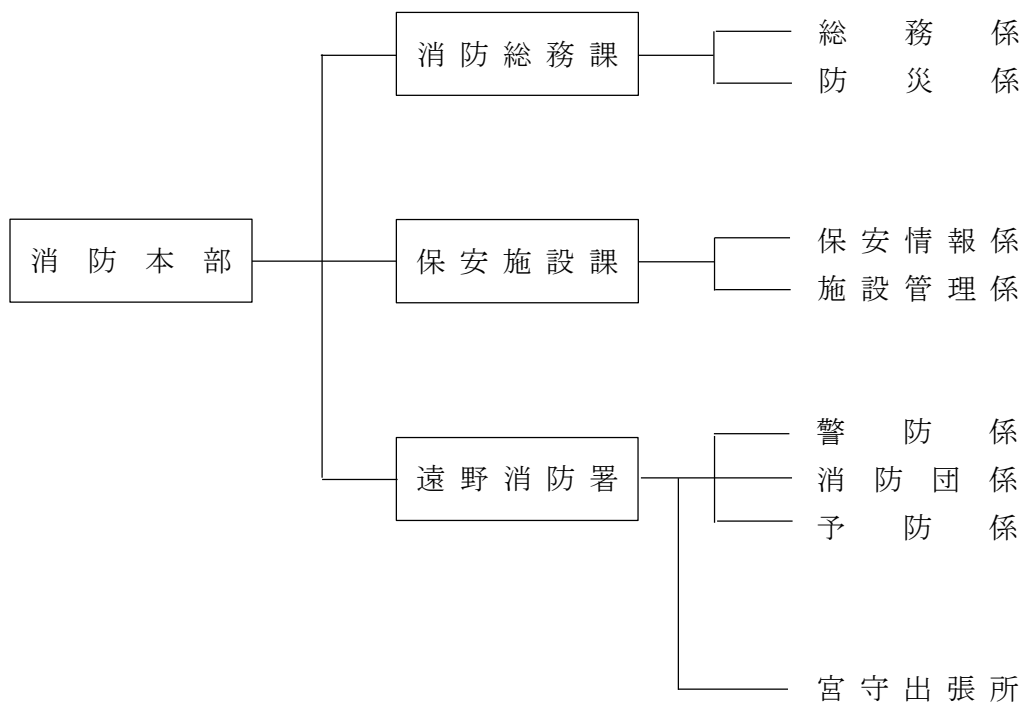 消防本部
消防総務課
総務係
防災係
保安施設課
保安情報係
施設管理係
遠野消防署
警防係
消防団係
予防係
宮守出張所